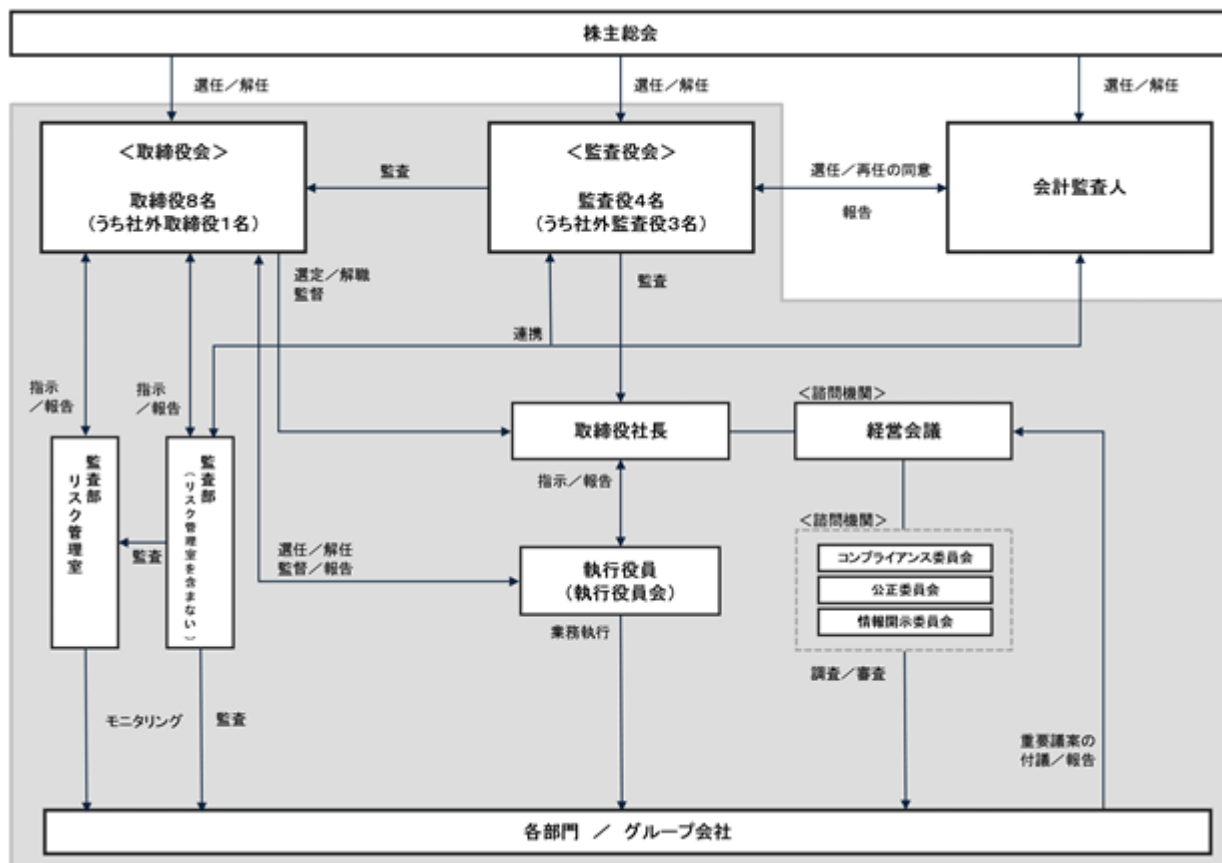 株主総会
選任／解任
選任／解任
選任／解任
＜取締役会＞
取締役8名
（うち社外取締役1名）
監査
＜監査役会＞
監査役4名
（うち社外監査役3名）
選任／再任の同意
報告
会計監査人
選定／解職
監督
監査
連携
指示
／報告
指示
／報告
取締役社長
＜諮問機関＞
経営会議
監査部
リスク管理室
監査
監査部
（リスク管理室を含まない）
指示／報告
選任／解任
監督／報告
執行役員
（執行役員会）
業務執行
＜諮問機関＞
コンプライアンス委員会
公正委員会
情報開示委員会
調査／審査
モニタリング
監査
重要議案の
付議／報告
各部門 ／ グループ会社